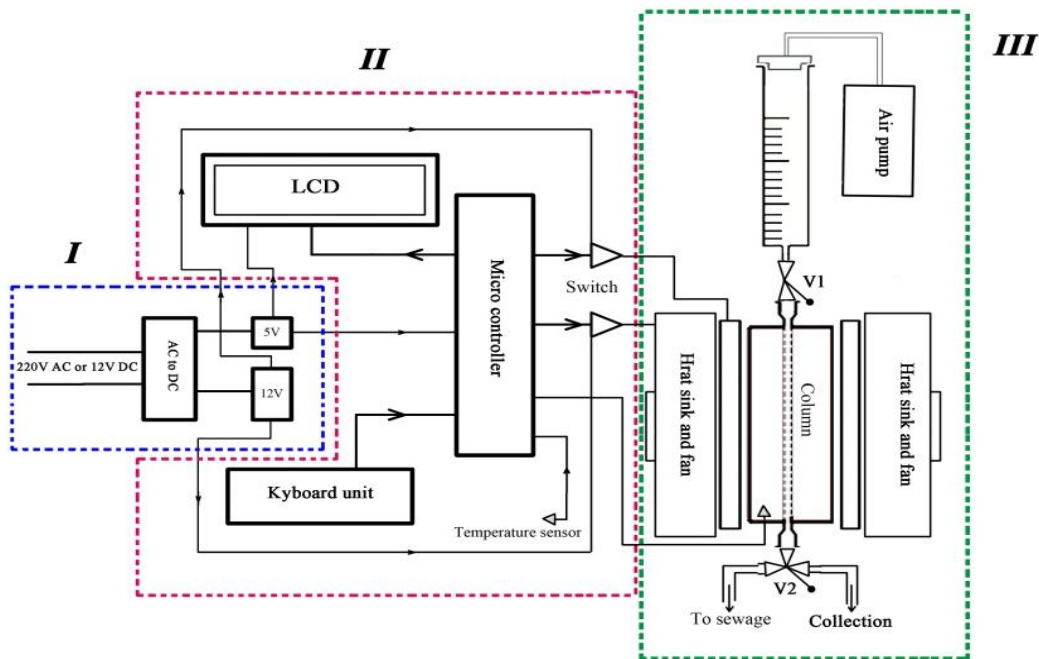 II
III
I
LCD
Air pump
Micro controller
Switch
V1
5V
220V AC or 12V DC
AC to DC
12V
Hrat sink and fan
Column
Hrat sink and fan
Kyboard unit
Temperature sensor
V2
To sewage
Collection